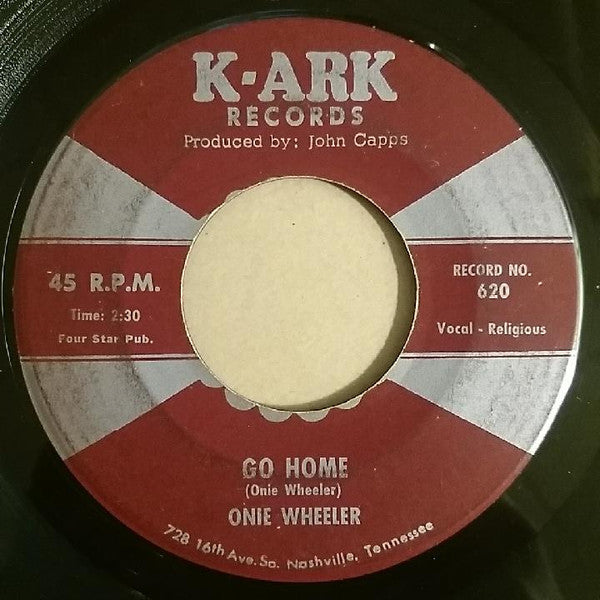 K-ARK
RECORDS
Produced by: John Capps
45 R.P.M.
Time: 2:30
Four Star Pub.
RECORD NO.
620
Vocal - Religious
GO HOME
(Onie Wheeler)
ONIE WHEELER
728 16th Ave. So. Nashville, Tennessee